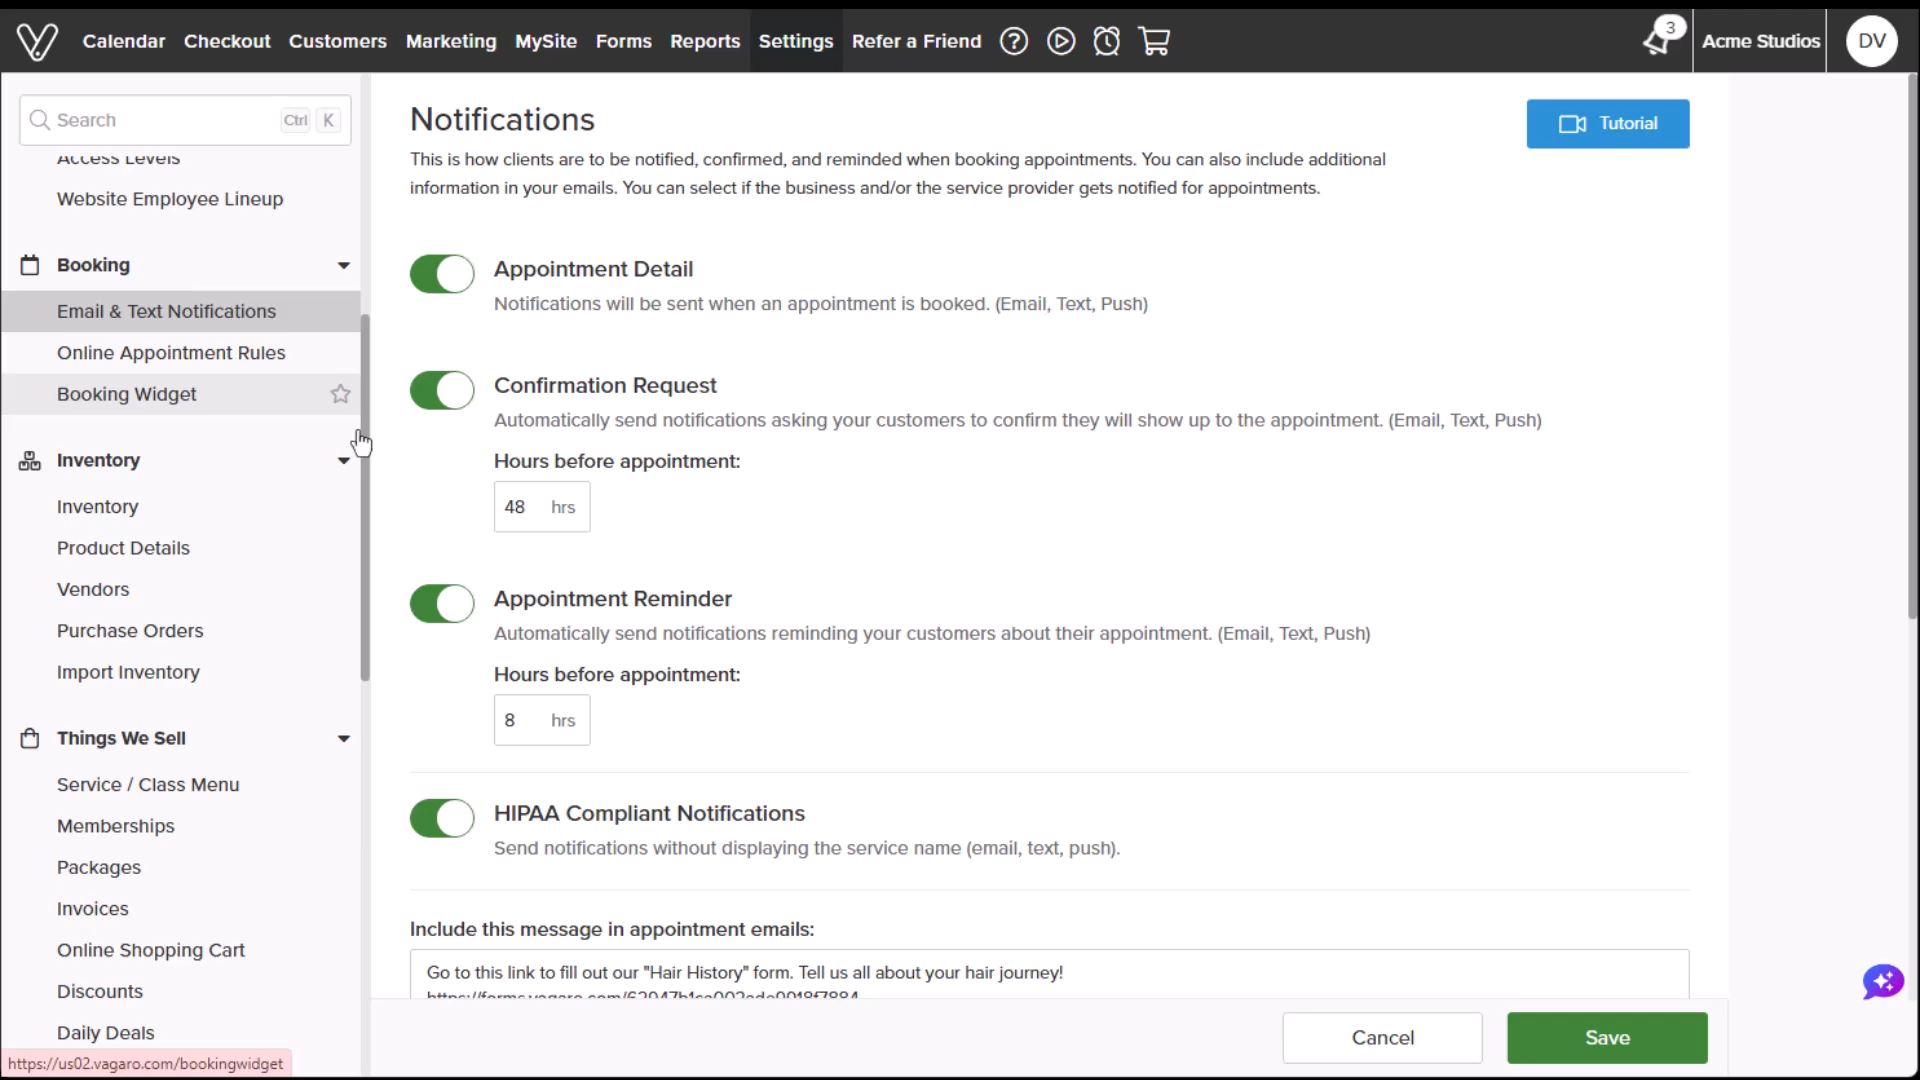 Calendar Checkout Customers Marketing MySite Forms Reports Settings Refer a Friend
3
Acme Studios
DV
Search Ctrl K
Access Levels
Website Employee Lineup
Booking
Email & Text Notifications
Online Appointment Rules
Booking Widget
Inventory
Inventory
Product Details
Vendors
Purchase Orders
Import Inventory
Things We Sell
Service / Class Menu
Memberships
Packages
Invoices
Online Shopping Cart
Discounts
Daily Deals
https://us02.vagaro.com/bookingwidget
Notifications
Tutorial
This is how clients are to be notified, confirmed, and reminded when booking appointments. You can also include additional
information in your emails. You can select if the business and/or the service provider gets notified for appointments.
Appointment Detail
Notifications will be sent when an appointment is booked. (Email, Text, Push)
Confirmation Request
Automatically send notifications asking your customers to confirm they will show up to the appointment. (Email, Text, Push)
Hours before appointment:
48 hrs
Appointment Reminder
Automatically send notifications reminding your customers about their appointment. (Email, Text, Push)
Hours before appointment:
8 hrs
HIPAA Compliant Notifications
Send notifications without displaying the service name (email, text, push).
Include this message in appointment emails:
Go to this link to fill out our "Hair History" form. Tell us all about your hair journey!
Cancel
Save